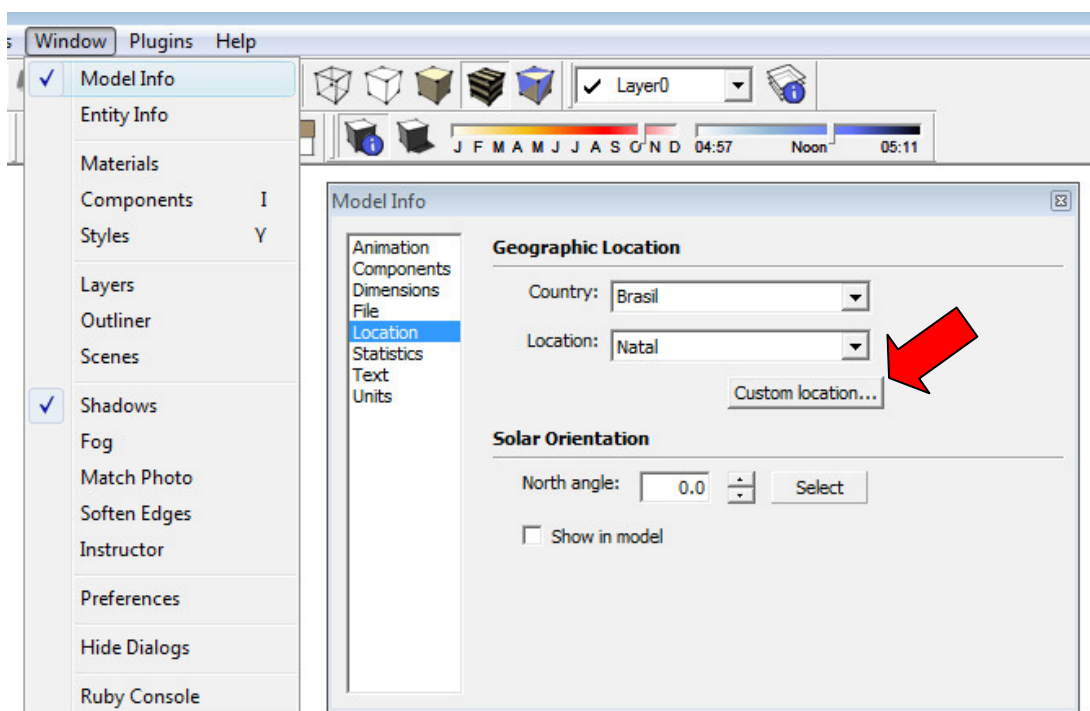 s Window Plugins Help
Model Info
Entity Info
Materials
Components I
Styles Y
Layers
Outliner
Scenes
Shadows
Fog
Match Photo
Soften Edges
Instructor
Preferences
Hide Dialogs
Ruby Console
Layer0
J F M A M J J A S O N D 04:57 Noon 05:11
Model Info
Animation
Components
Dimensions
File
Location
Statistics
Text
Units
Geographic Location
Country: Brasil
Location: Natal
Custom location...
Solar Orientation
North angle: 0.0 Select
Show in model